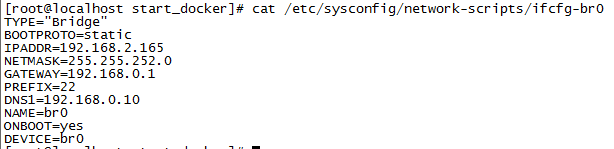 [root@localhost start_docker]# cat /etc/sysconfig/network-scripts/ifcfg-br0
TYPE="Bridge"
BOOTPROTO=static
IPADDR=192.168.2.165
NETMASK=255.255.252.0
GATEWAY=192.168.0.1
PREFIX=22
DNS1=192.168.0.10
NAME=br0
ONBOOT=yes
DEVICE=br0